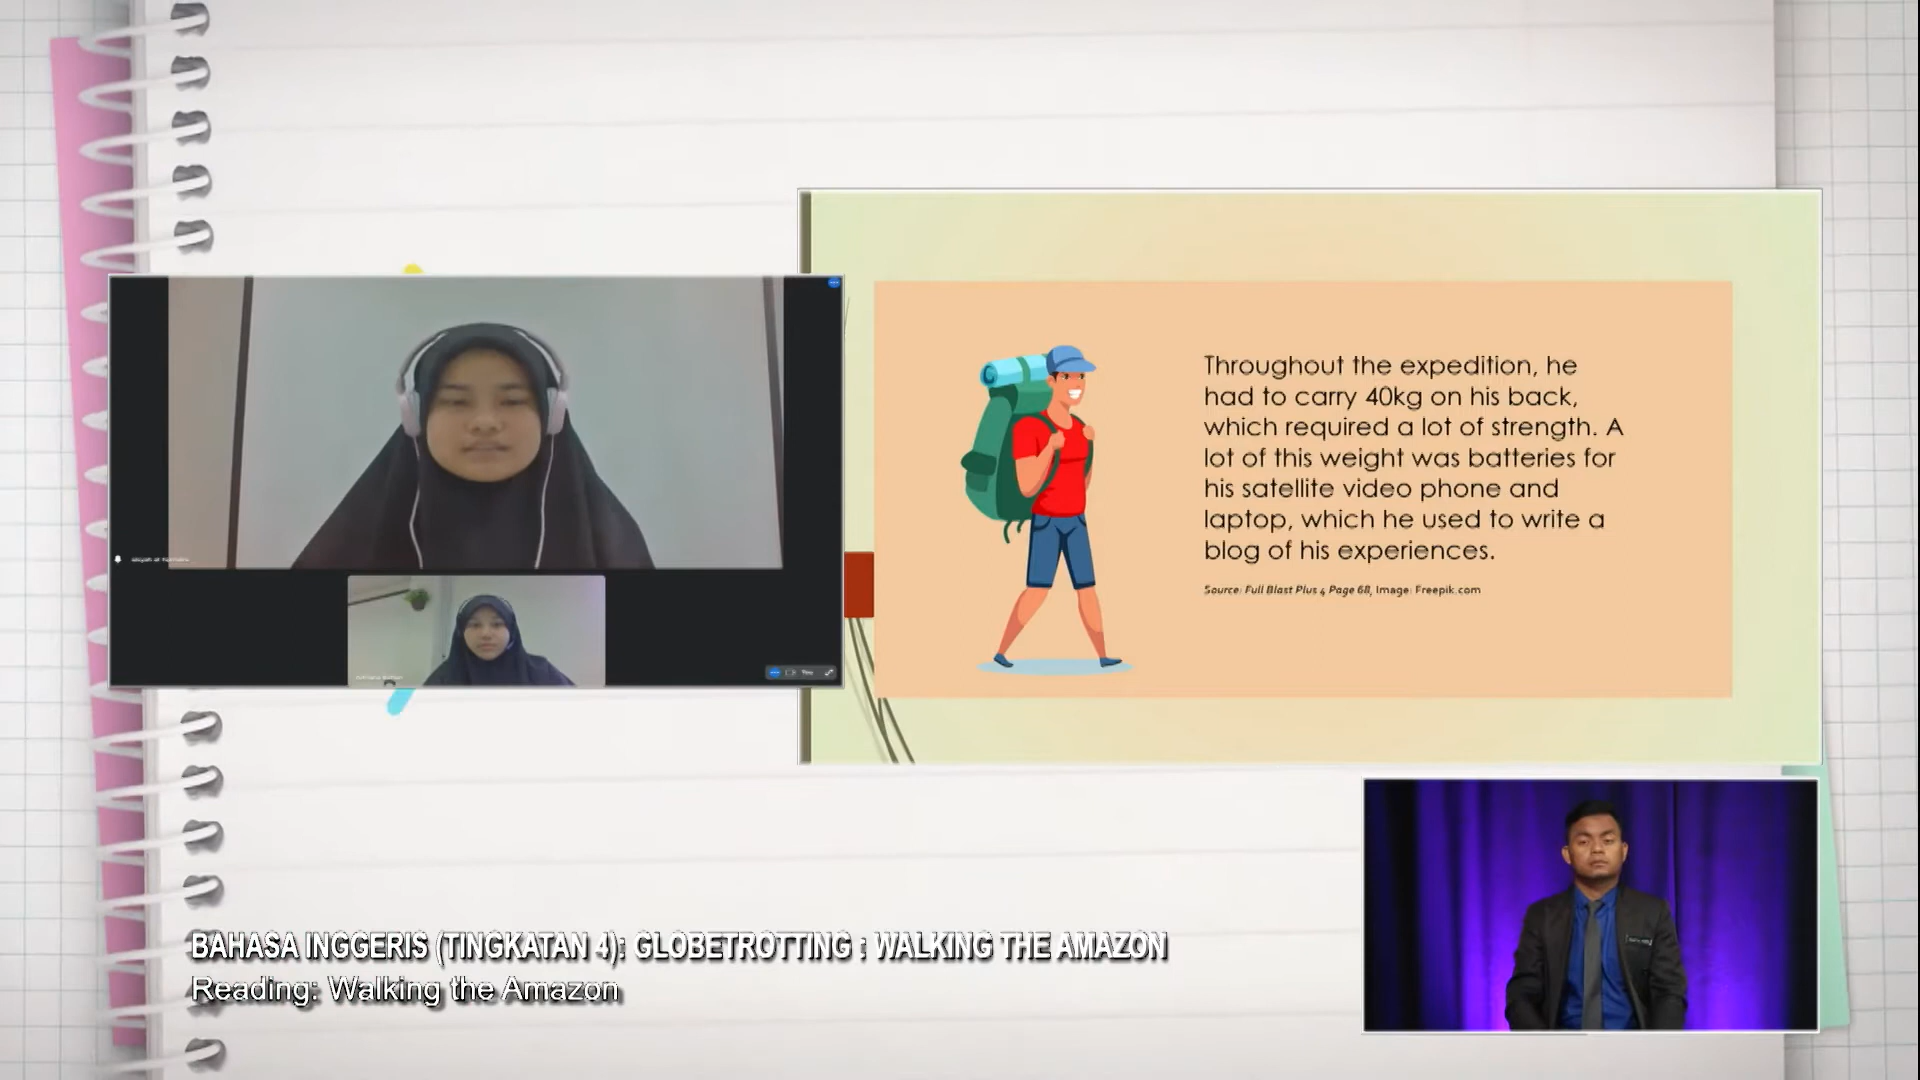 Throughout the expedition, he
had to carry 40kg on his back,
which required a lot of strength. A
lot of this weight was batteries for
his satellite video phone and
laptop, which he used to write a
blog of his experiences.
Source: Full Blast Plus 4 Page 68, Image: Freepik.com
You
BAHASA INGGERIS (TINGKATAN 4): GLOBETROTTING : WALKING THE AMAZON
Reading: Walking the Amazon